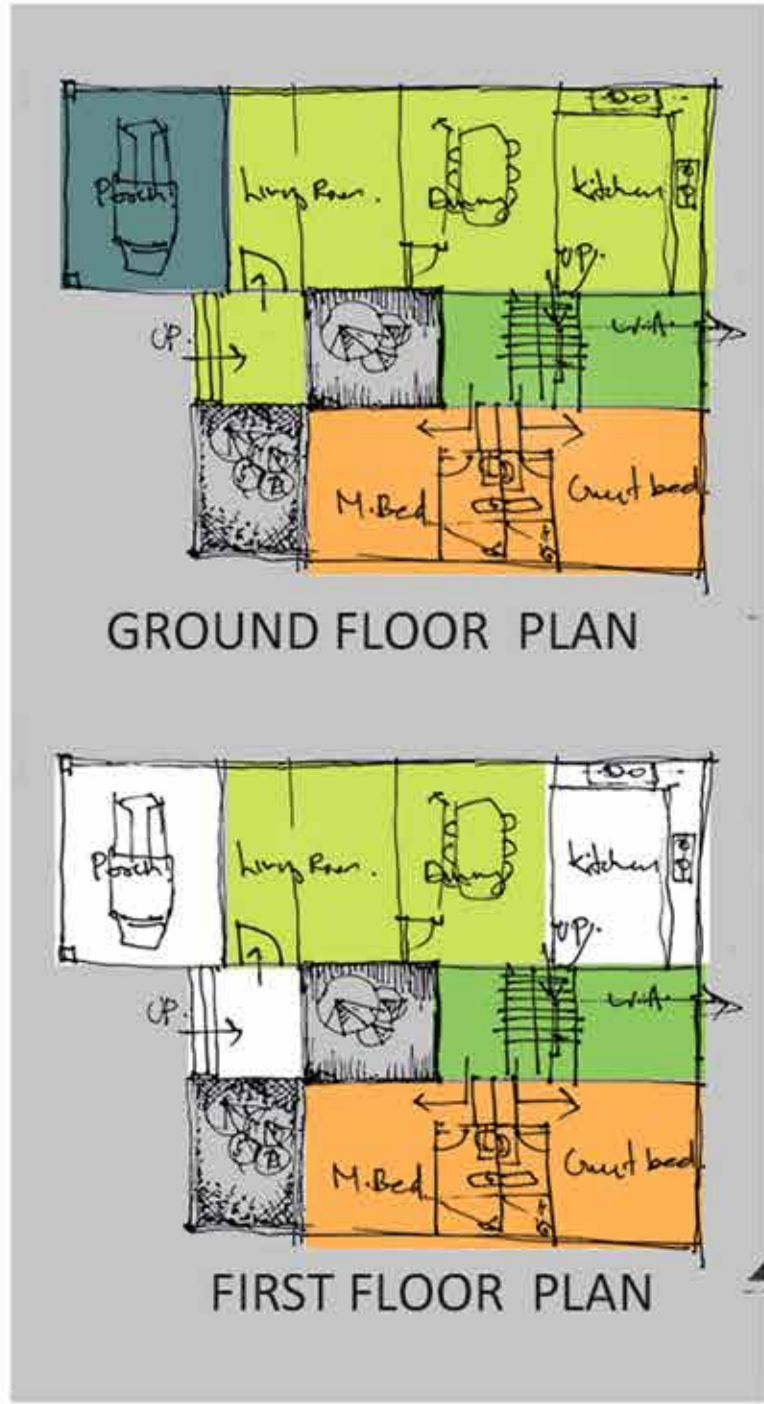 Porch
Living Room.
Dining
Kitchen
UP.
UP.
M.Bed
Guest bed.
GROUND FLOOR PLAN
Porch
Living Room.
Dining
Kitchen
UP.
UP.
M.Bed
Guest bed.
FIRST FLOOR PLAN